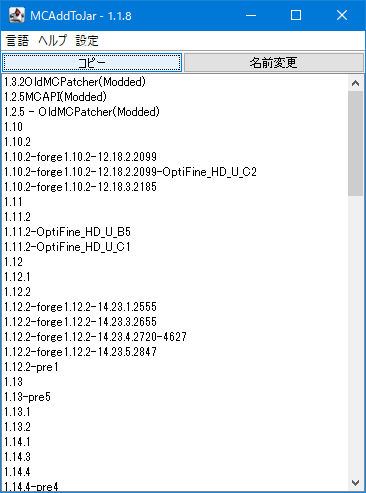 MCAddToJar - 1.1.8
言語 ヘルプ 設定
コピー 名前変更
1.3.2OldMCPatcher(Modded)
1.2.5MCAPI(Modded)
1.2.5 - OldMCPatcher(Modded)
1.10
1.10.2
1.10.2-forge1.10.2-12.18.2.2099
1.10.2-forge1.10.2-12.18.2.2099-OptiFine_HD_U_C2
1.10.2-forge1.10.2-12.18.3.2185
1.11
1.11.2
1.11.2-OptiFine_HD_U_B5
1.11.2-OptiFine_HD_U_C1
1.12
1.12.1
1.12.2
1.12.2-forge1.12.2-14.23.1.2555
1.12.2-forge1.12.2-14.23.3.2655
1.12.2-forge1.12.2-14.23.4.2720-4627
1.12.2-forge1.12.2-14.23.5.2847
1.12.2-pre1
1.13
1.13-pre5
1.13.1
1.13.2
1.14.1
1.14.3
1.14.4
1.14.4-pre4